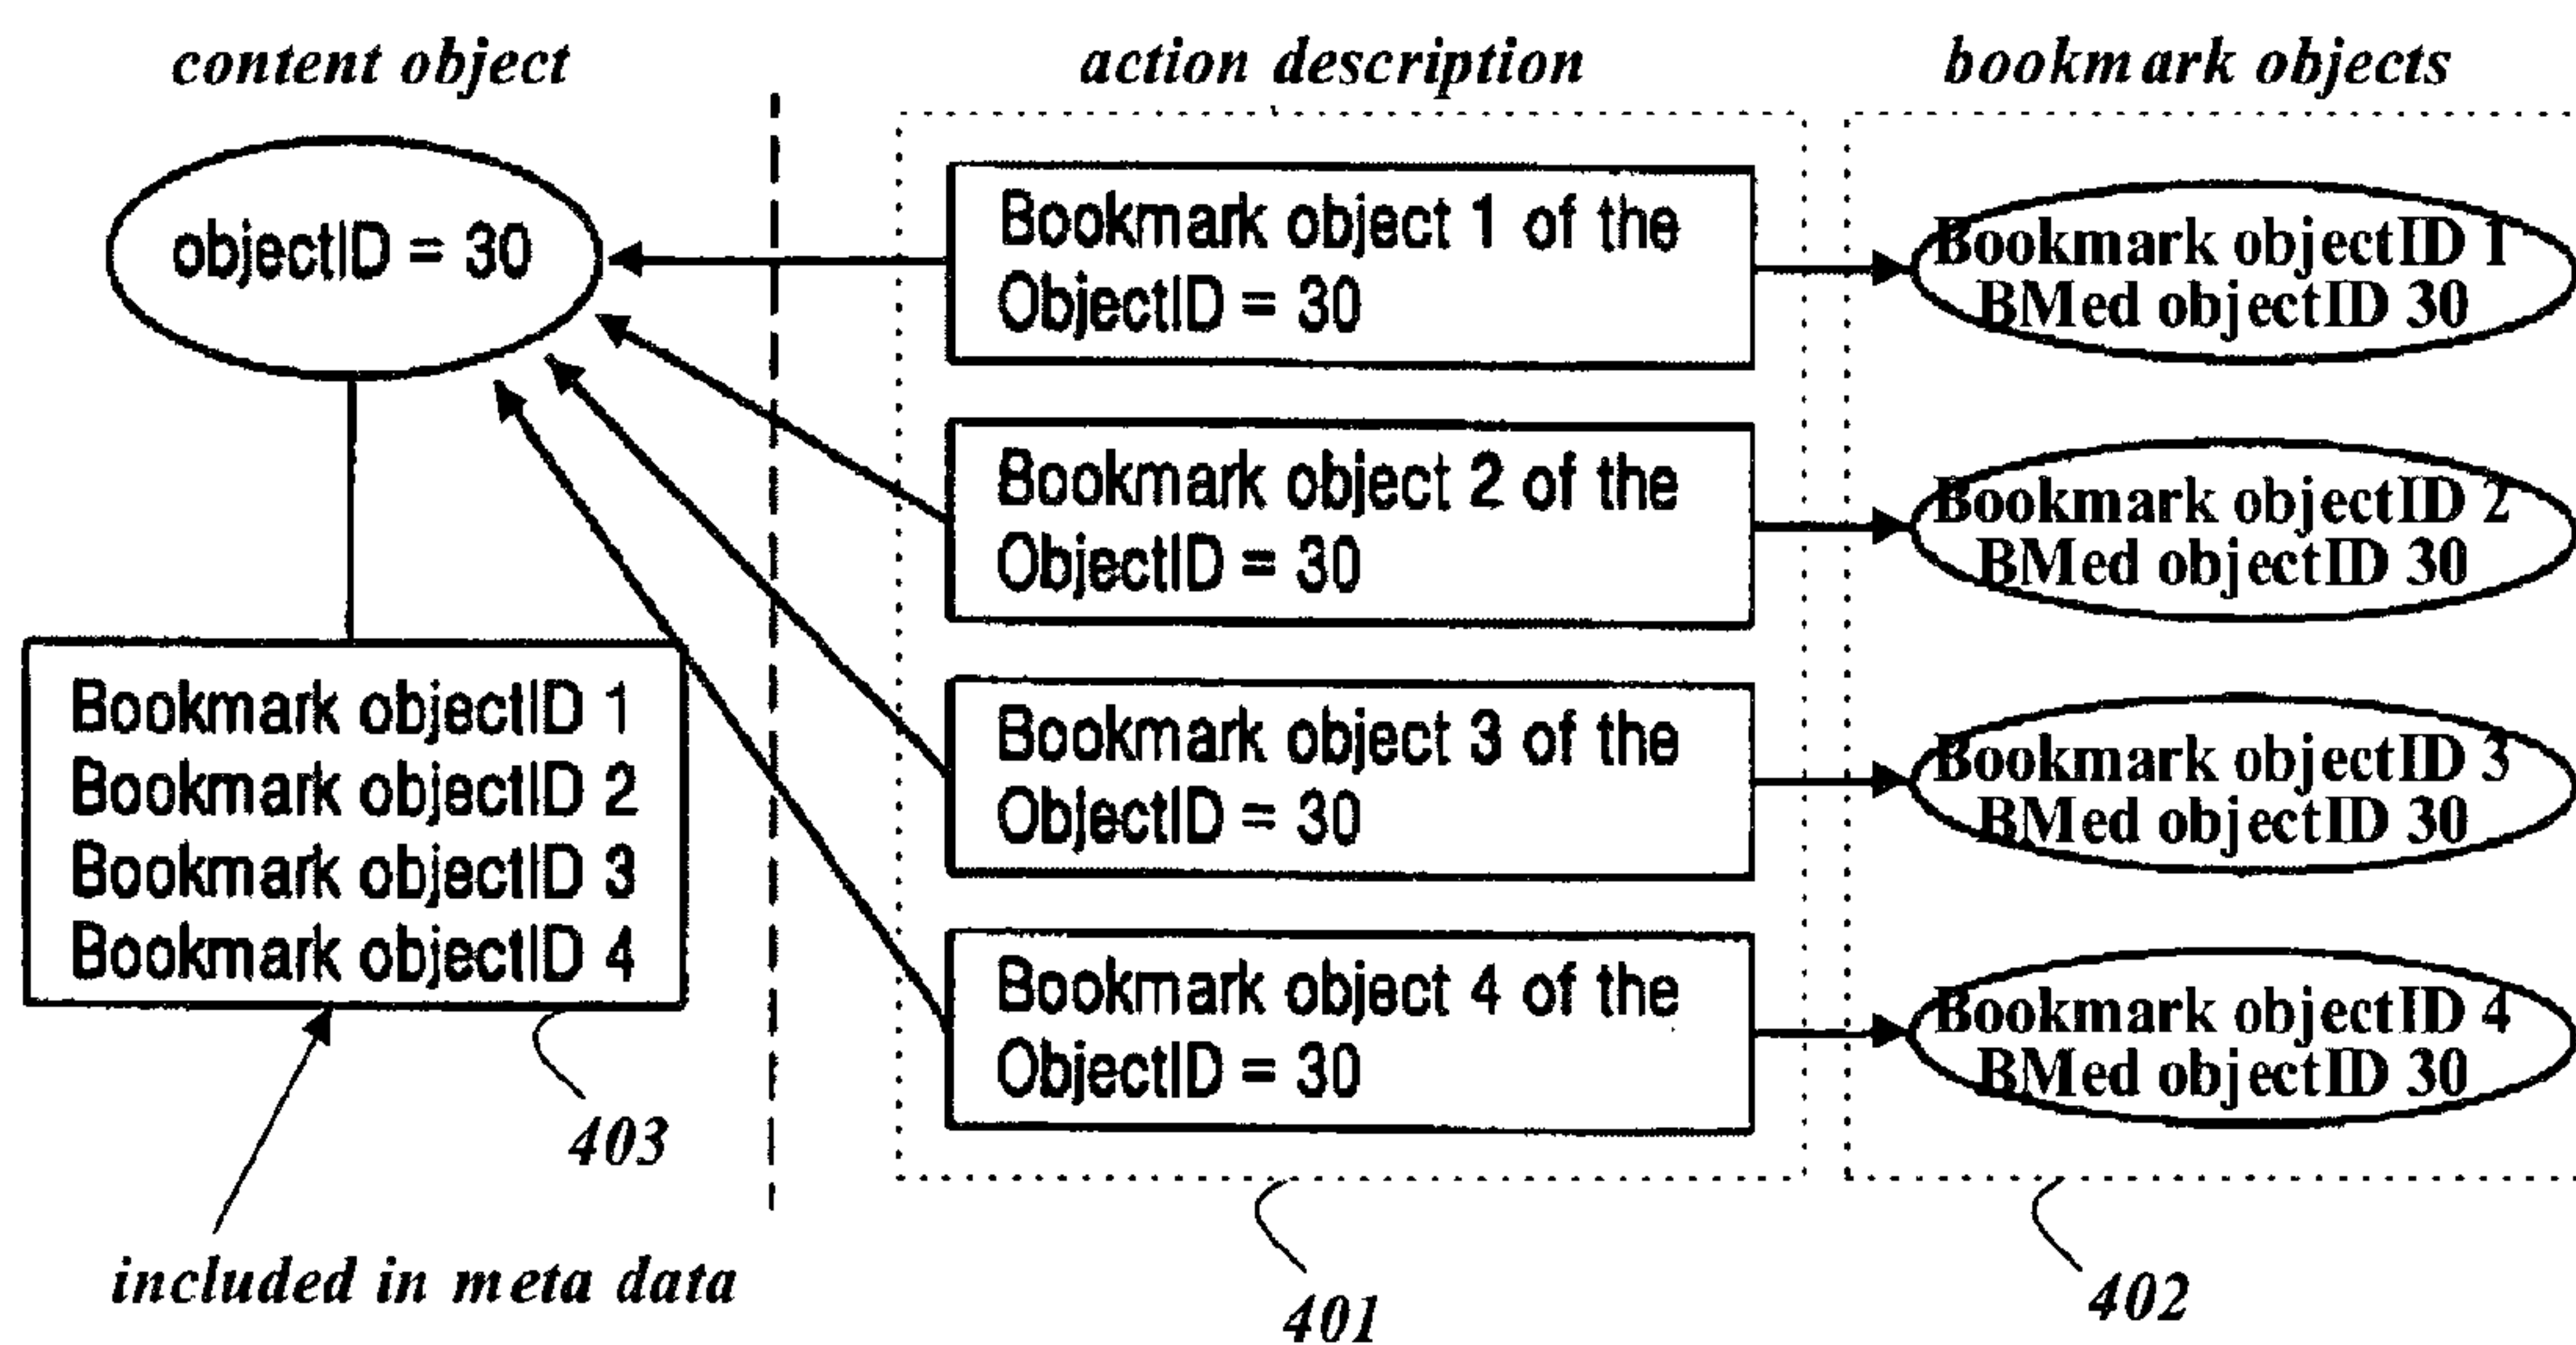 content object
action description
bookmark objects
objectID = 30
Bookmark object 1 of the
ObjectID = 30
Bookmark objectID 1
BMed objectID 30
Bookmark object 2 of the
ObjectID = 30
Bookmark objectID 2
BMed objectID 30
Bookmark objectID 1
Bookmark objectID 2
Bookmark objectID 3
Bookmark objectID 4
Bookmark object 3 of the
ObjectID = 30
Bookmark objectID 3
BMed objectID 30
Bookmark object 4 of the
ObjectID = 30
Bookmark objectID 4
BMed objectID 30
403
included in meta data
401
402